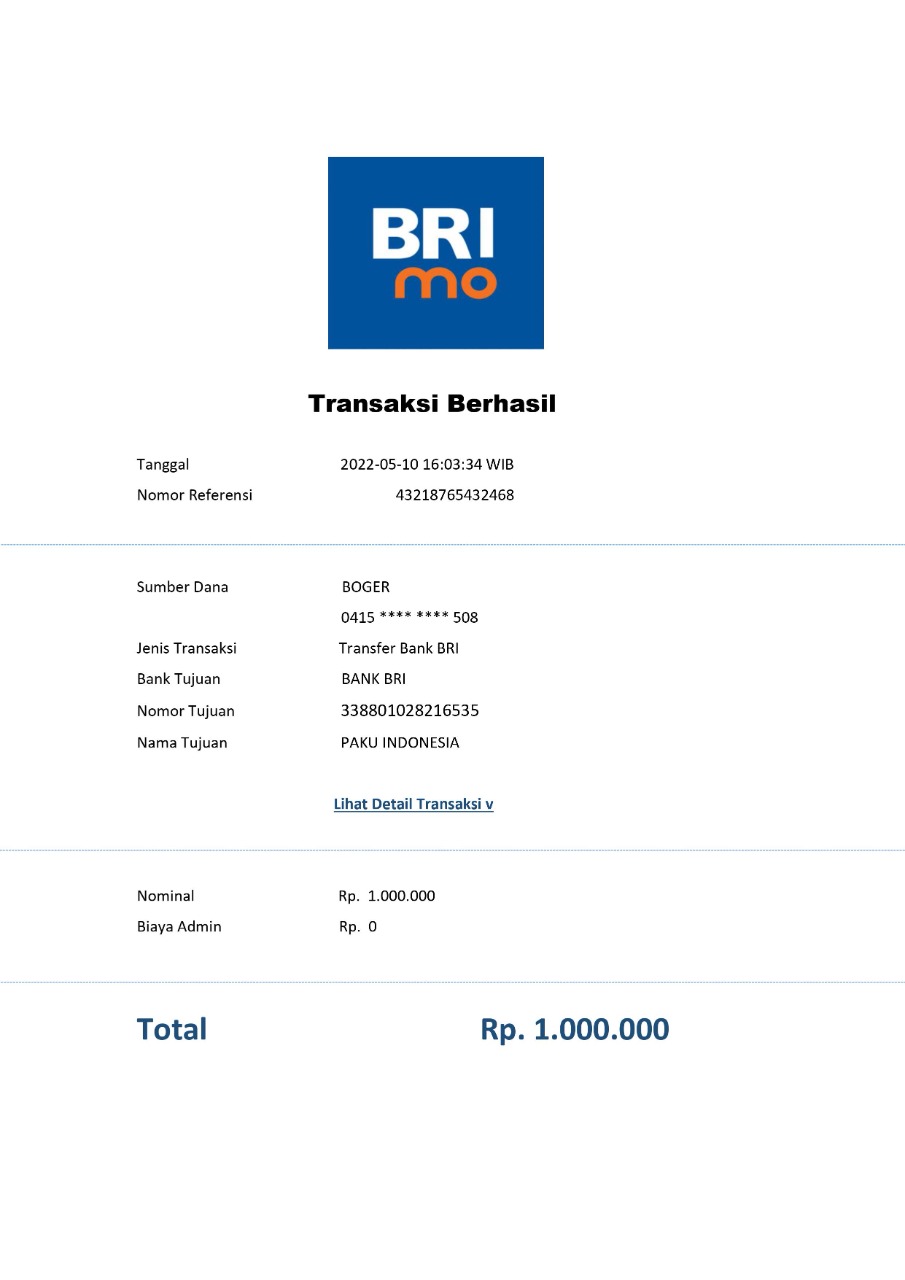 BRI
mo
Transaksi Berhasil
Tanggal 2022-05-10 16:03:34 WIB
Nomor Referensi 43218765432468
Sumber Dana BOGER
0415 **** **** 508
Jenis Transaksi Transfer Bank BRI
Bank Tujuan BANK BRI
Nomor Tujuan 338801028216535
Nama Tujuan PAKU INDONESIA
Lihat Detail Transaksi v
Nominal Rp. 1.000.000
Biaya Admin Rp. 0
Total Rp. 1.000.000